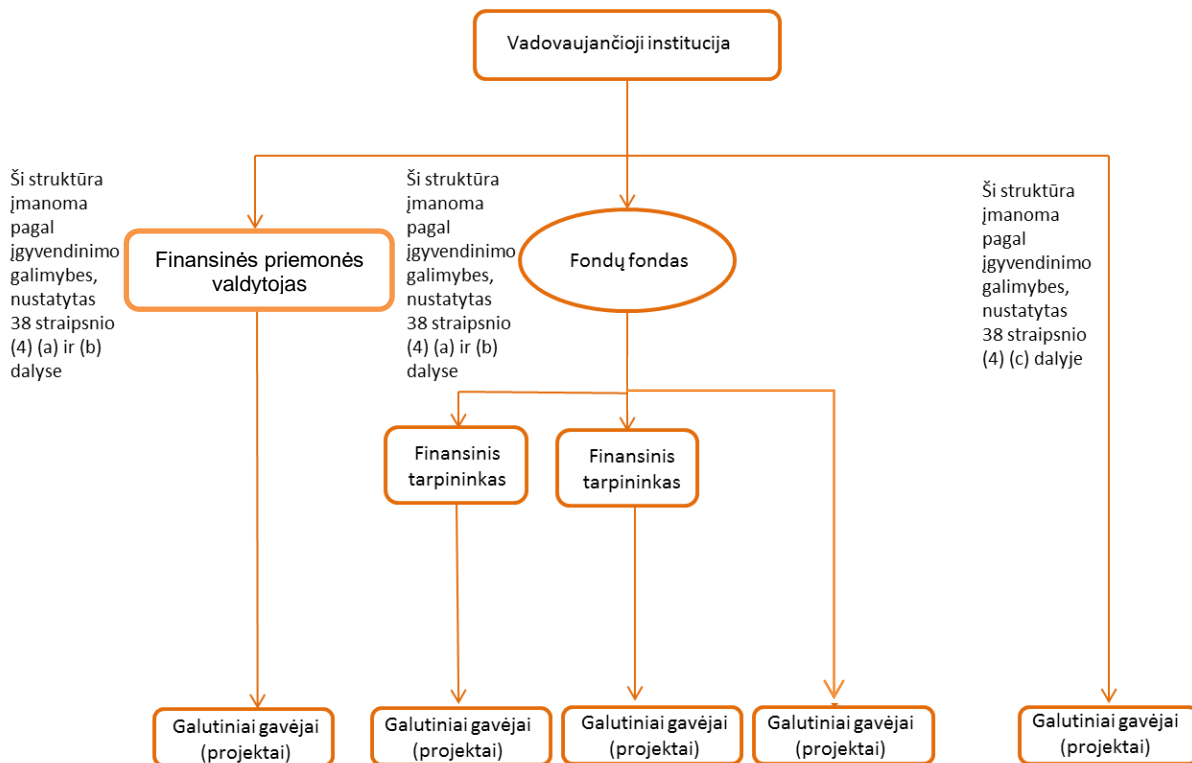 Vadovaujančioji institucija
Ši struktūra
įmanoma
pagal
įgyvendinimo
galimybes,
nustatytas
38 straipsnio
(4) (a) ir (b)
dalyse
Finansinės priemonės
valdytojas
Ši struktūra
įmanoma
pagal
įgyvendinimo
galimybes,
nustatytas
38 straipsnio
(4) (a) ir (b)
dalyse
Fondų fondas
Ši struktūra
įmanoma
pagal
įgyvendinimo
galimybes,
nustatytas
38 straipsnio
(4) (c) dalyje
Finansinis
tarpininkas
Finansinis
tarpininkas
Galutiniai gavėjai
(projektai)
Galutiniai gavėjai
(projektai)
Galutiniai gavėjai
(projektai)
Galutiniai gavėjai
(projektai)
Galutiniai gavėjai
(projektai)